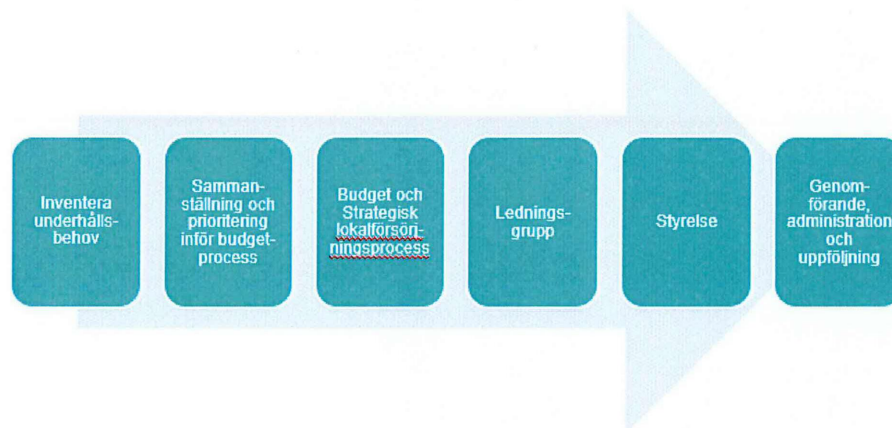 Inventera
underhålls-
behov
Samman-
ställning och
prioritering
inför budget-
process
Budget och
Strategisk
lokalförsörj-
ningsprocess
Lednings-
grupp
Styrelse
Genom-
förande,
administration
och
uppföljning